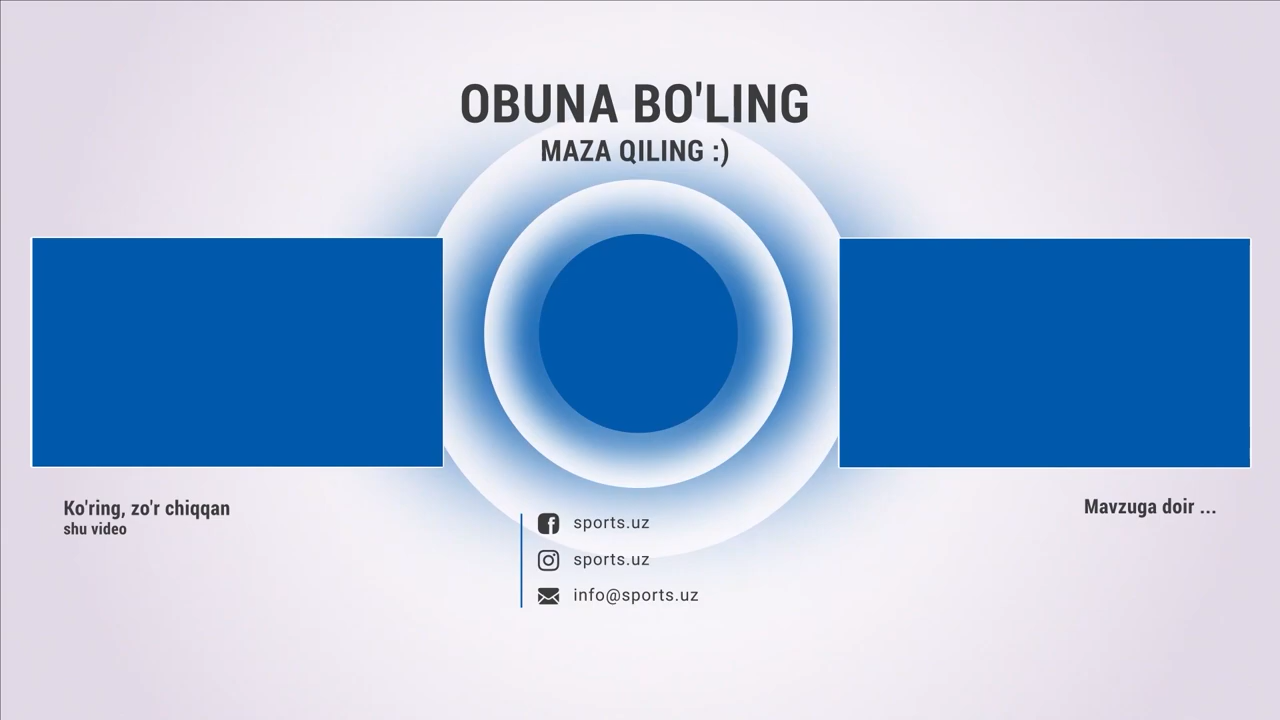 OBUNA BO'LING
MAZA QILING :)
Ko'ring, zo'r chiqqan
shu video
Mavzuga doir ...
sports.uz
sports.uz
info@sports.uz